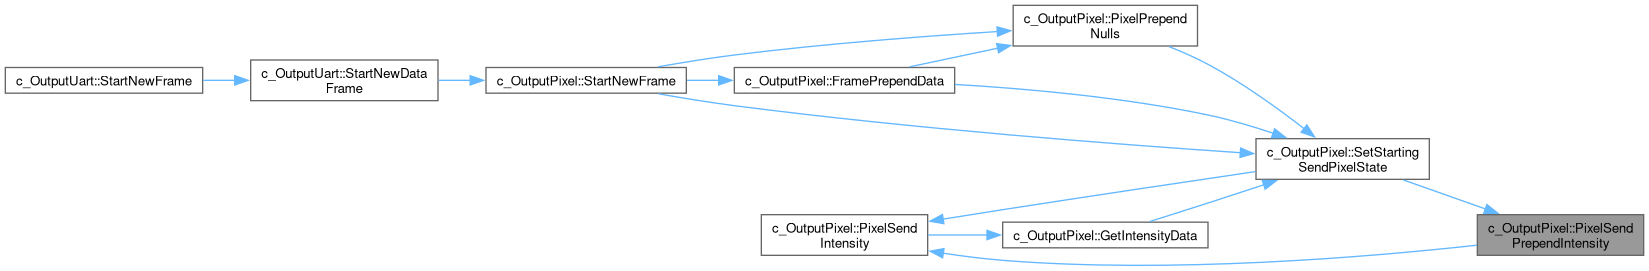 c_OutputUart::StartNewFrame
c_OutputUart::StartNewData
Frame
c_OutputPixel::StartNewFrame
c_OutputPixel::PixelPrepend
Nulls
c_OutputPixel::FramePrependData
c_OutputPixel::SetStarting
SendPixelState
c_OutputPixel::PixelSend
Intensity
c_OutputPixel::GetIntensityData
c_OutputPixel::PixelSend
PrependIntensity